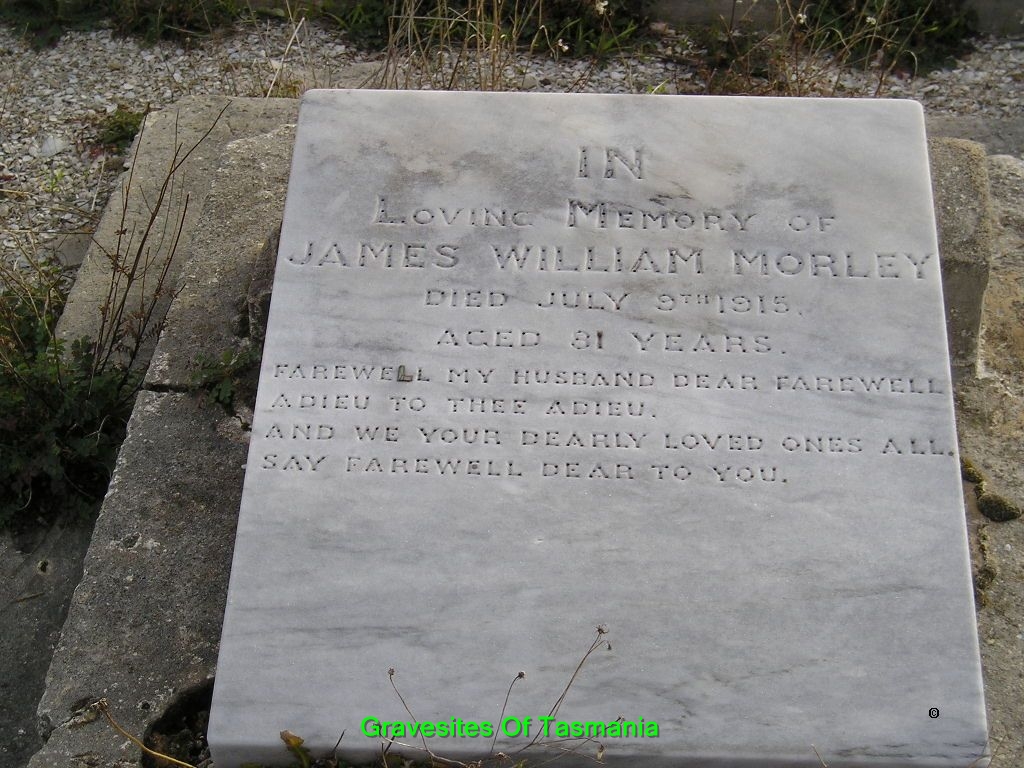 IN
LOVING MEMORY OF
JAMES WILLIAM MORLEY
DIED JULY 9TH 1915.
AGED 31 YEARS.
FAREWELL MY HUSBAND DEAR FAREWELL
ADIEU TO THEE ADIEU.
AND WE YOUR DEARLY LOVED ONES ALL.
SAY FAREWELL DEAR TO YOU.
Gravesites Of Tasmania
©